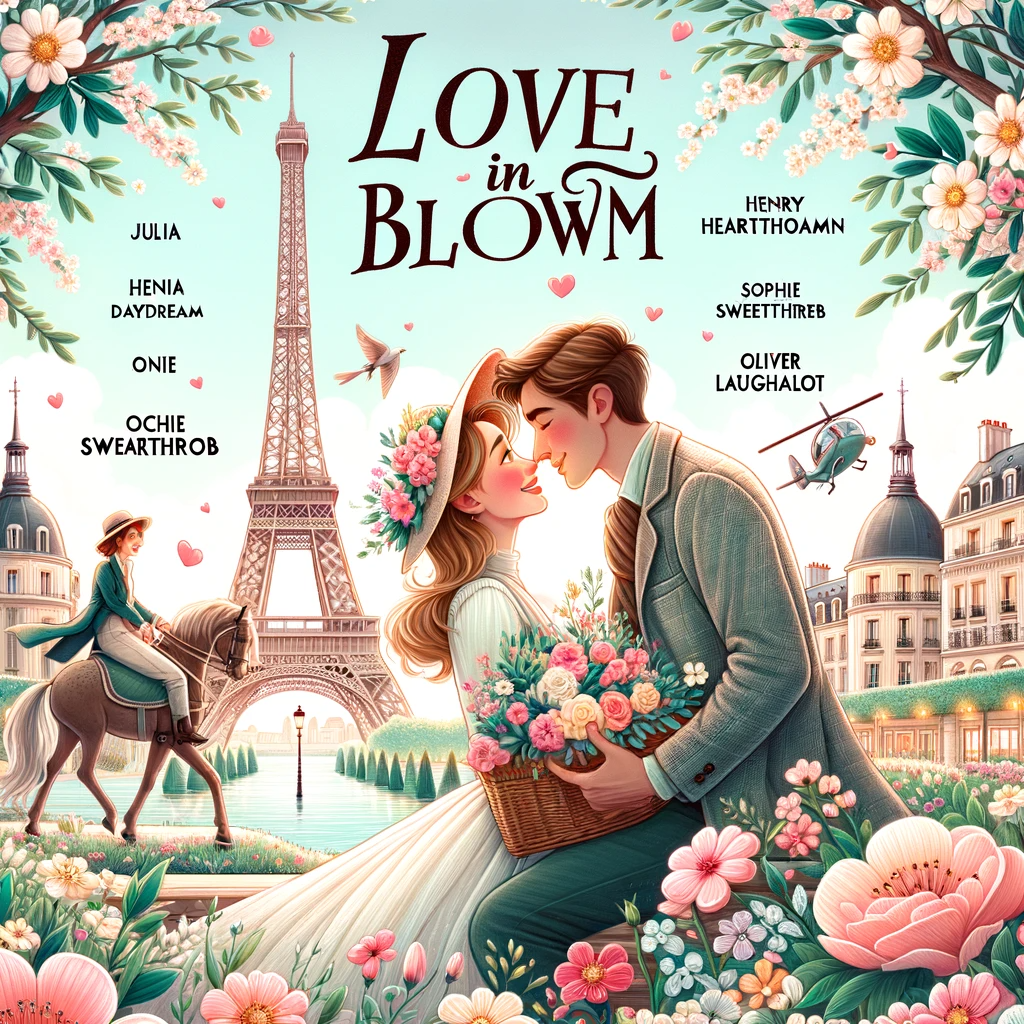 LOVE
in
BLOWM
JULIA
HENIA
DAYDREAM
ONIE
OCHIE
SWEARTHROB
HENRY
HEARTTHOAMN
SOPHIE
SWEETTHIREB
OLIVER
LAUGHALOT